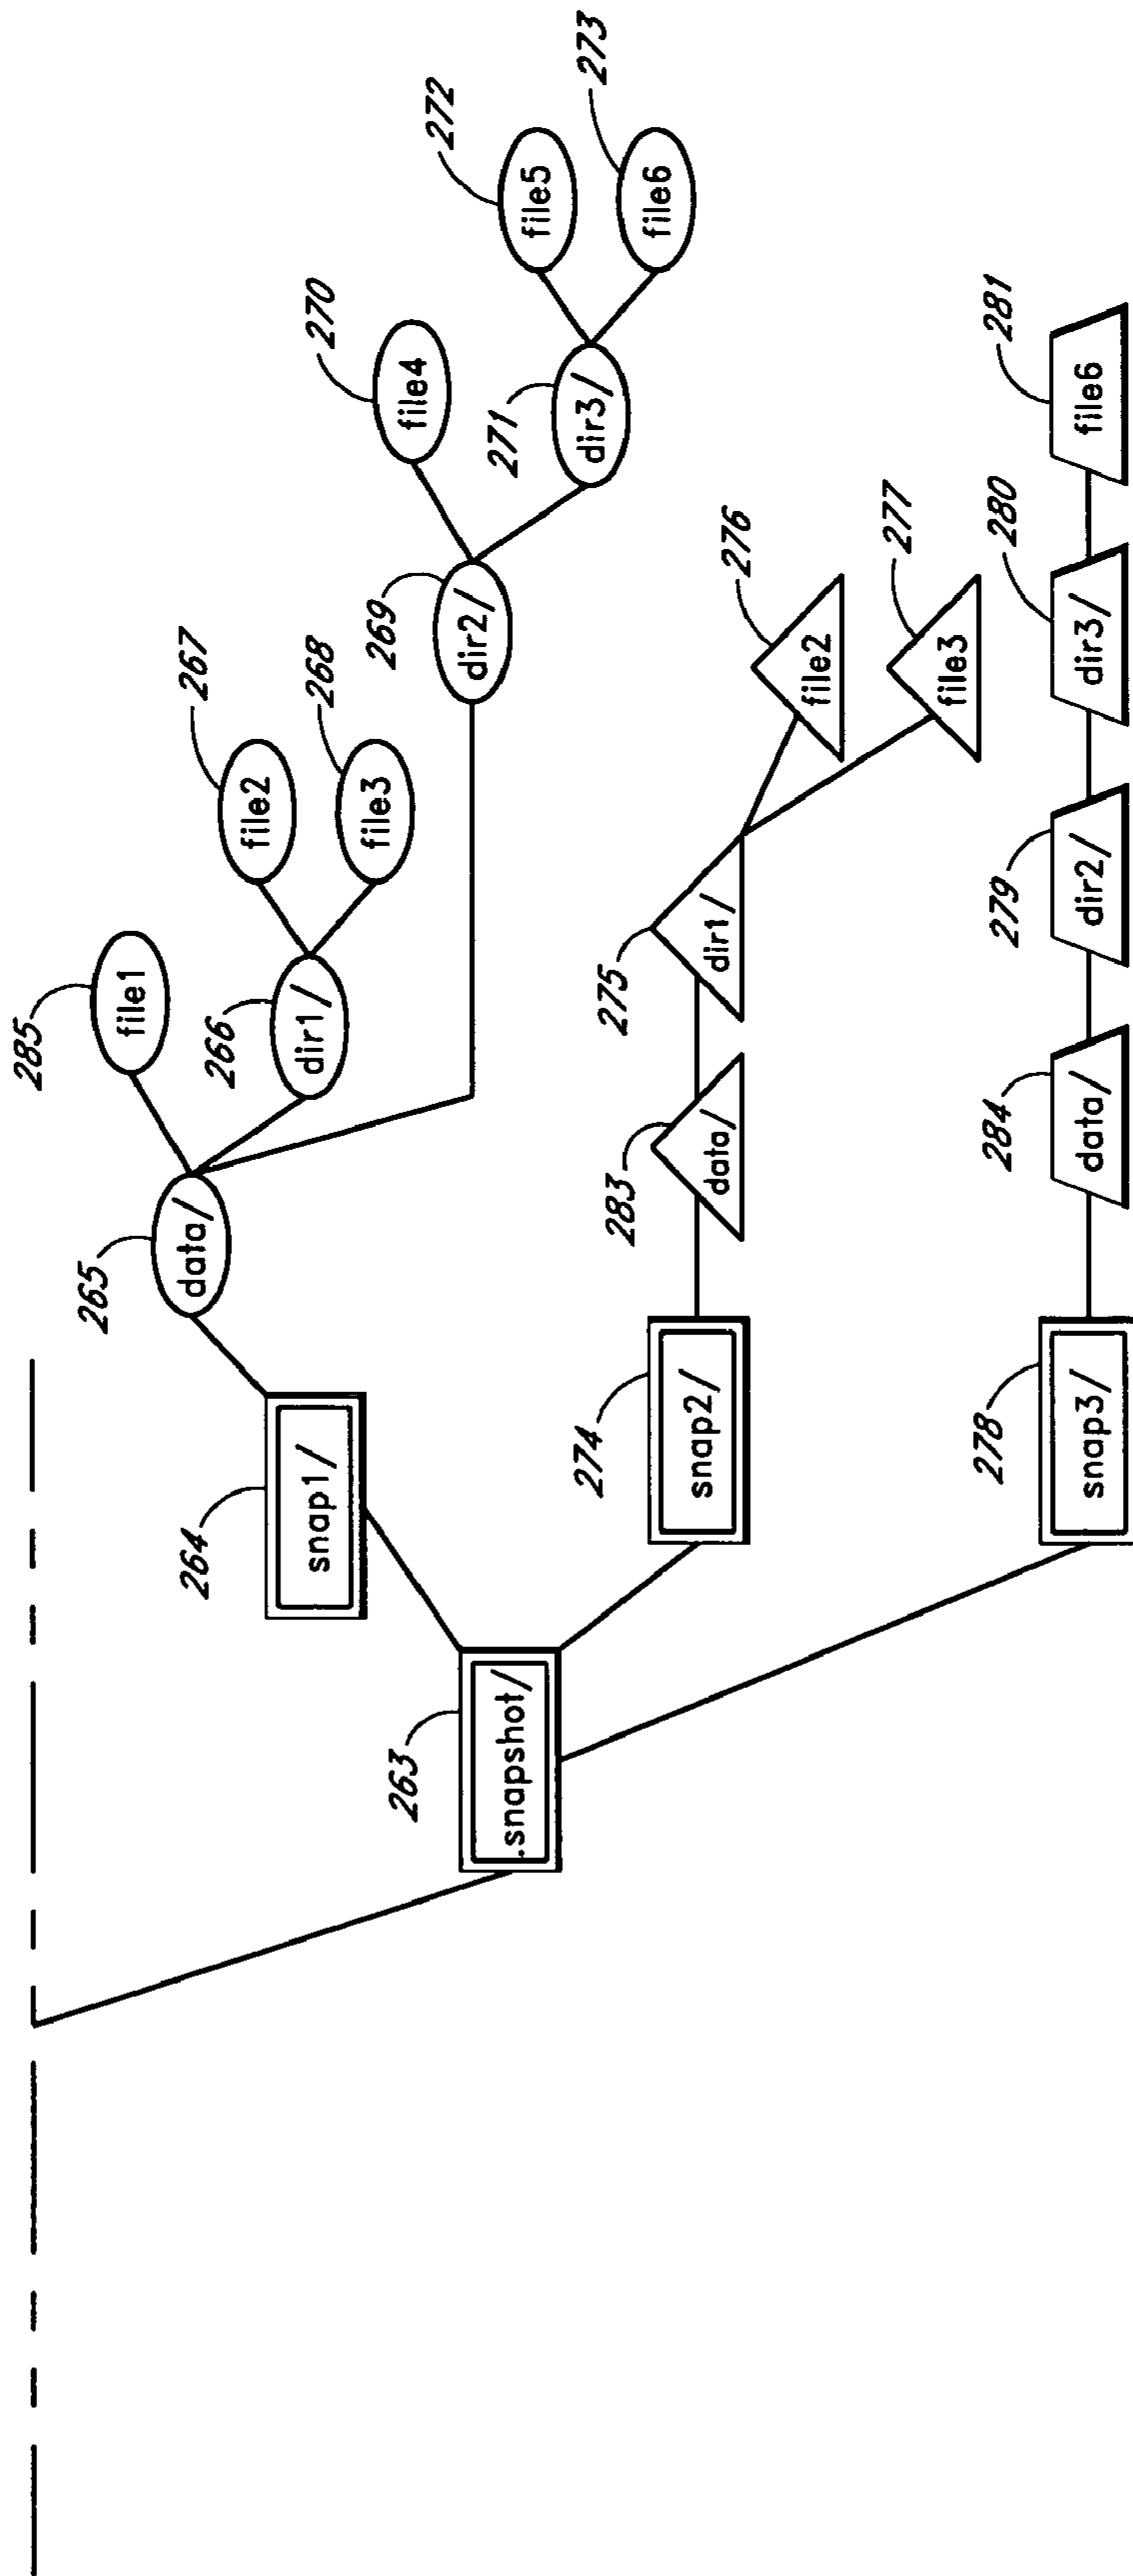 285
file1
265
data/
267
file2
266
dir1/
268
file3
264
snap1/
270
file4
269
dir2/
272
file5
271
dir3/
273
file6
263
.snapshot/
274
snap2/
283
data/
275
dir1/
276
file2
277
file3
278
snap3/
284
data/
279
dir2/
280
dir3/
281
file6